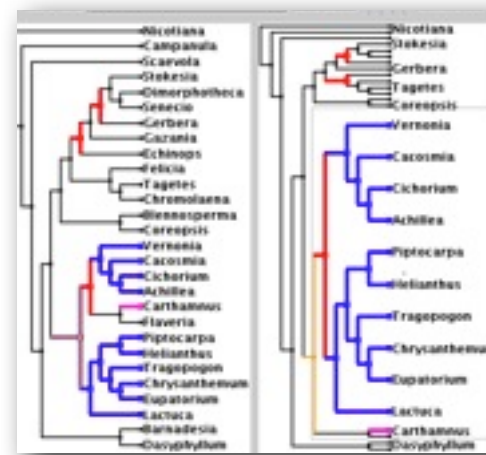 Nicotiana
Campanula
Scaevola
Stokesia
Dimorphotheca
Senecio
Gerbera
Gazania
Echinops
Felicia
Tagetes
Chromolaena
Blennosperma
Coreopsis
Vernonia
Cacosmia
Cichorium
Achillea
Carthamnus
Flaveria
Piptocarpa
Helianthus
Tragopogon
Chrysanthemum
Eupatorium
Lactuca
Barnadesia
Dasyphyllum
Nicotiana
Stokesia
Gerbera
Tagetes
Coreopsis
Vernonia
Cacosmia
Cichorium
Achillea
Piptocarpa
Helianthus
Tragopogon
Chrysanthemu
Eupatorium
Lactuca
Carthamnus
Dasyphyllum